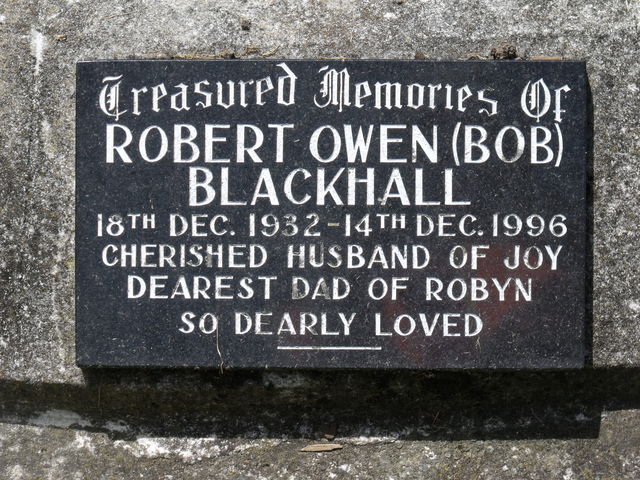 Treasured Memories Of
ROBERT OWEN (BOB)
BLACKHALL
18TH DEC. 1932-14TH DEC. 1996
CHERISHED HUSBAND OF JOY
DEAREST DAD OF ROBYN
SO DEARLY LOVED